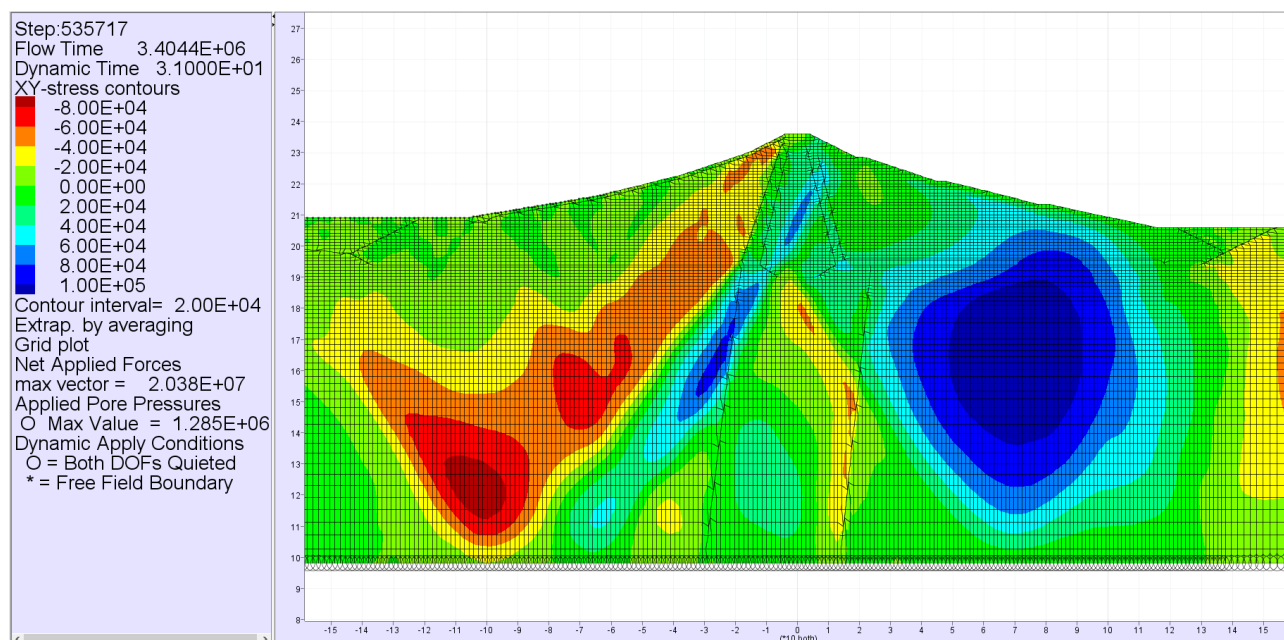 Step:535717
Flow Time 3.4044E+06
Dynamic Time 3.1000E+01
XY-stress contours
-8.00E+04
-6.00E+04
-4.00E+04
-2.00E+04
0.00E+00
2.00E+04
4.00E+04
6.00E+04
8.00E+04
1.00E+05
Contour interval= 2.00E+04
Extrap. by averaging
Grid plot
Net Applied Forces
max vector = 2.038E+07
Applied Pore Pressures
O Max Value = 1.285E+06
Dynamic Apply Conditions
O = Both DOFs Quieted
* = Free Field Boundary
27
26
25
24
23
22
21
20
19
18
17
16
15
14
13
12
11
10
9
8
-15 -14 -13 -12 -11 -10 -9 -8 -7 -6 -5 -4 -3 -2 -1 0 1 2 3 4 5 6 7 8 9 10 11 12 13 14 15
(*10 both)